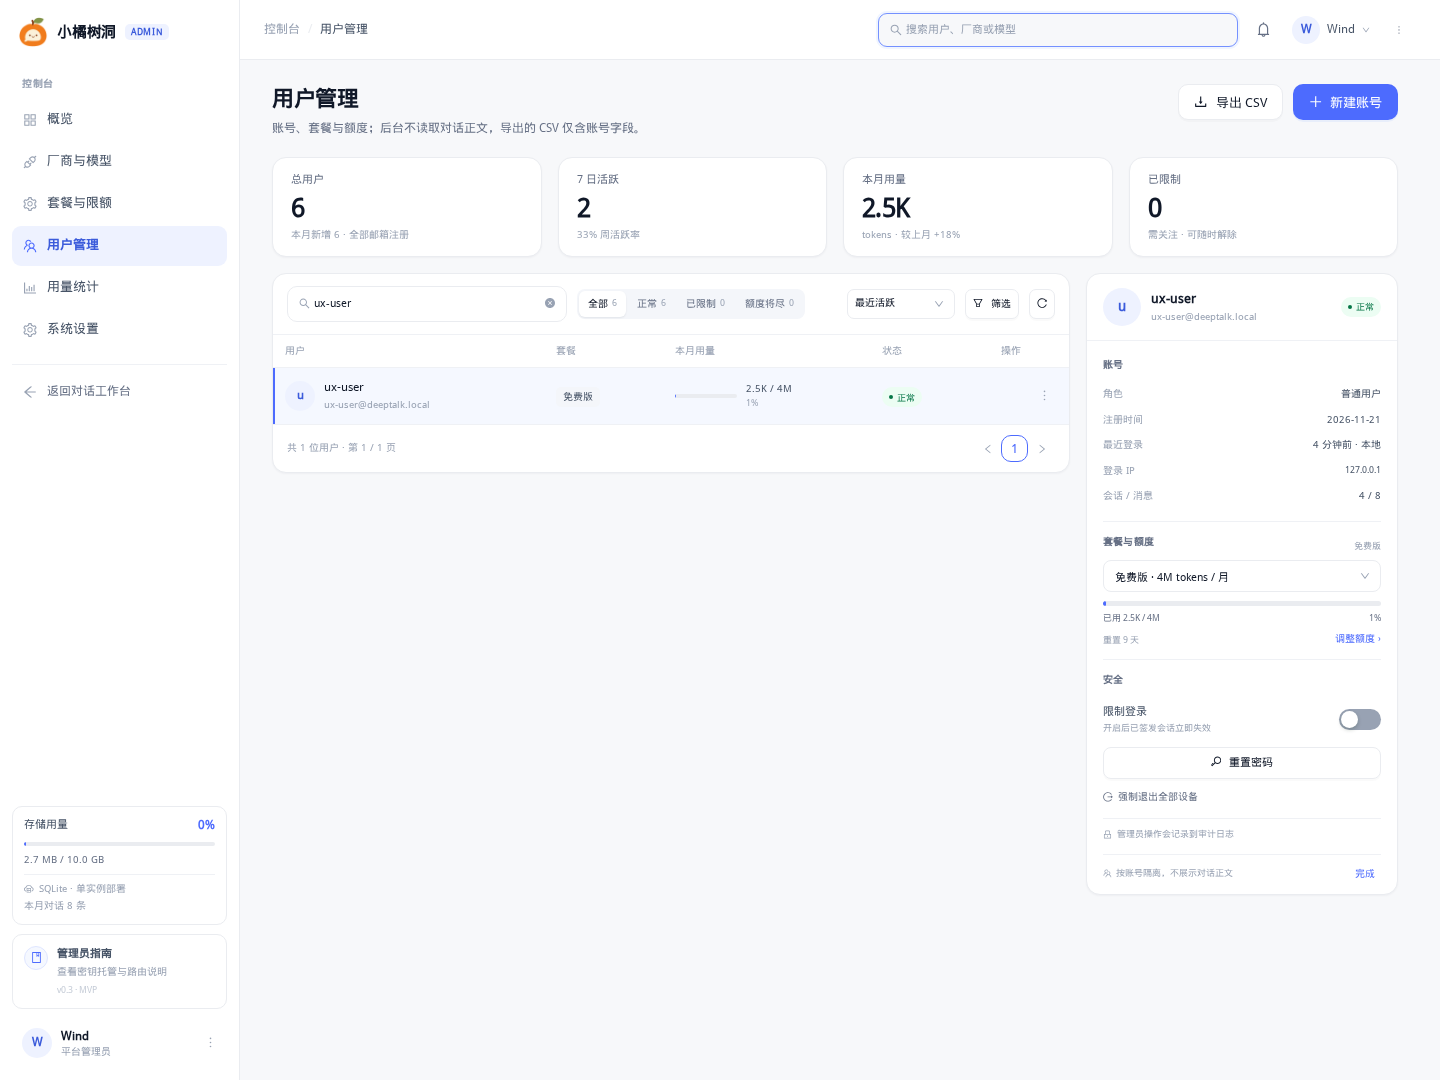 小橘树洞 ADMIN
控制台
概览
厂商与模型
套餐与限额
用户管理
用量统计
系统设置
返回对话工作台
存储用量 0%
2.7 MB / 10.0 GB
SQLite · 单实例部署
本月对话 8 条
管理员指南
查看密钥托管与路由说明
v0.3 · MVP
W Wind
平台管理员
控制台 / 用户管理
搜索用户、厂商或模型
W Wind
用户管理
账号、套餐与额度；后台不读取对话正文，导出的 CSV 仅含账号字段。
导出 CSV
新建账号
总用户
6
本月新增 6 · 全部邮箱注册
7 日活跃
2
33% 周活跃率
本月用量
2.5K
tokens · 较上月 +18%
已限制
0
需关注 · 可随时解除
ux-user
全部 6 正常 6 已限制 0 额度将尽 0
最近活跃
筛选
用户 套餐 本月用量 状态 操作
u ux-user
ux-user@deeptalk.local
免费版
2.5K / 4M
1%
正常
共 1 位用户 · 第 1 / 1 页
1
u ux-user
ux-user@deeptalk.local
正常
账号
角色 普通用户
注册时间 2026-11-21
最近登录 4 分钟前 · 本地
登录 IP 127.0.0.1
会话 / 消息 4 / 8
套餐与额度 免费版
免费版 · 4M tokens / 月
已用 2.5K / 4M 1%
重置 9 天 调整额度 ›
安全
限制登录
开启后已签发会话立即失效
重置密码
强制退出全部设备
管理员操作会记录到审计日志
按账号隔离，不展示对话正文 完成